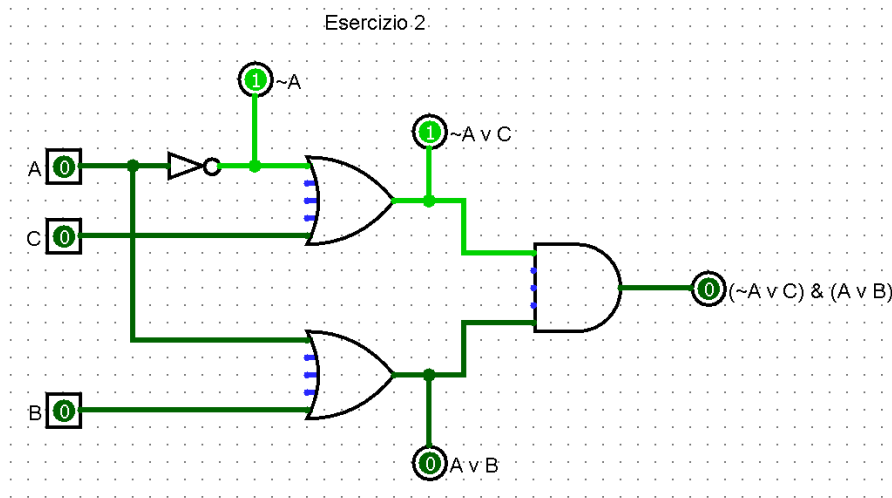 Esercizio 2
1 ~A
1 ~A v C
A 0
C 0
0 (~A v C) & (A v B)
B 0
0 A v B